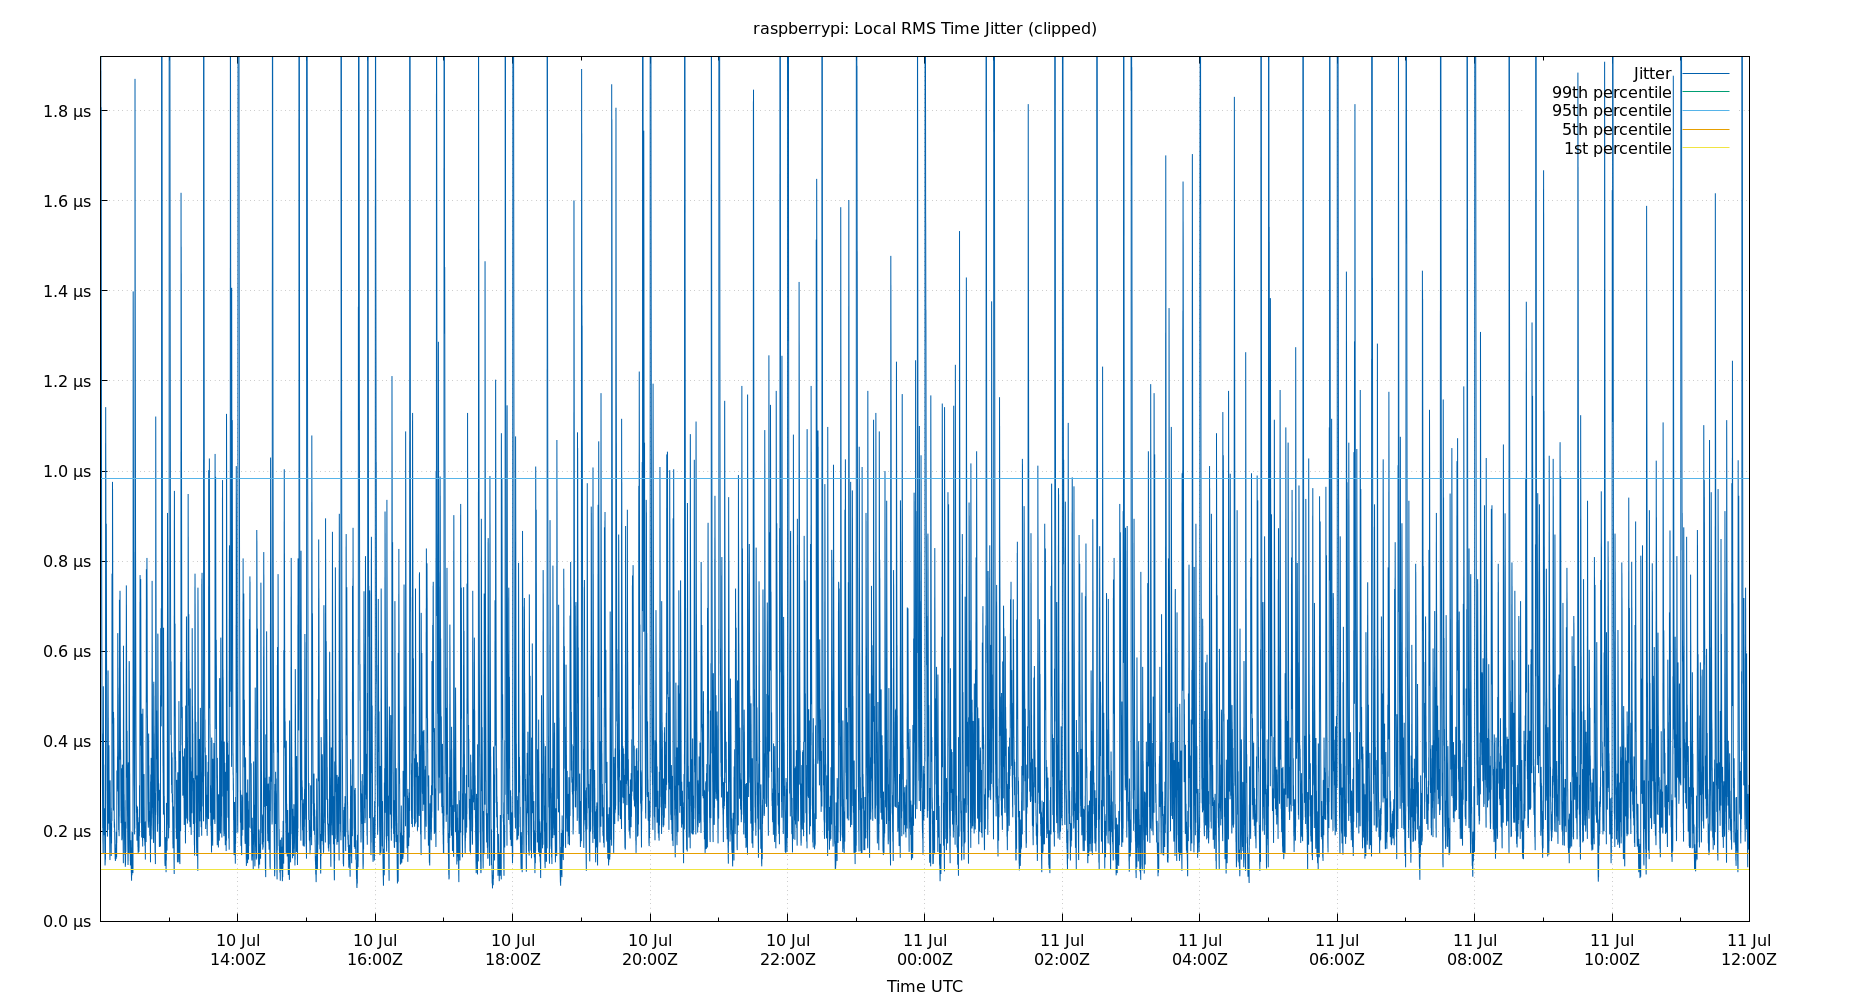 raspberrypi: Local RMS Time Jitter (clipped)
Jitter
99th percentile
95th percentile
5th percentile
1st percentile
1.8 µs
1.6 µs
1.4 µs
1.2 µs
1.0 µs
0.8 µs
0.6 µs
0.4 µs
0.2 µs
0.0 µs
10 Jul 10 Jul 10 Jul 10 Jul 10 Jul 11 Jul 11 Jul 11 Jul 11 Jul 11 Jul 11 Jul 11 Jul
14:00Z 16:00Z 18:00Z 20:00Z 22:00Z 00:00Z 02:00Z 04:00Z 06:00Z 08:00Z 10:00Z 12:00Z
Time UTC